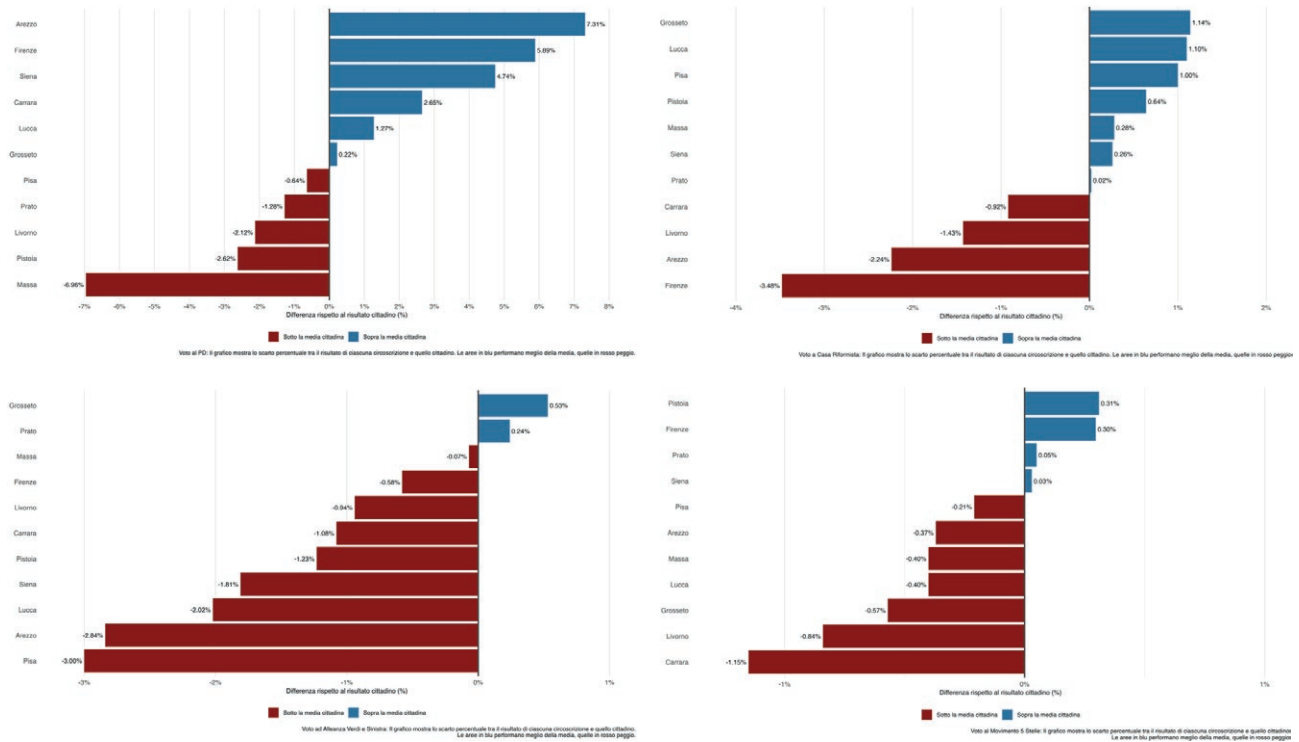 Arezzo
7.31%
Firenze
5.89%
Siena
4.74%
Carrara
2.65%
Lucca
1.27%
Grosseto
0.22%
Pisa
-0.64%
Prato
-1.28%
Livorno
-2.12%
Pistoia
-2.62%
Massa
-6.96%
-7% -6% -5% -4% -3% -2% -1% 0% 1% 2% 3% 4% 5% 6% 7% 8%
Differenza rispetto al risultato cittadino (%)
Sotto la media cittadina Sopra la media cittadina
Voto al PD: Il grafico mostra lo scarto percentuale tra il risultato di ciascuna circoscrizione e quello cittadino. Le aree in blu performano meglio della media, quelle in rosso peggio.
Grosseto
1.14%
Lucca
1.10%
Pisa
1.00%
Pistoia
0.64%
Massa
0.28%
Siena
0.26%
Prato
0.02%
Carrara
-0.92%
Livorno
-1.43%
Arezzo
-2.24%
Firenze
-3.48%
-4% -3% -2% -1% 0% 1% 2%
Differenza rispetto al risultato cittadino (%)
Sotto la media cittadina Sopra la media cittadina
Voto a Casa Riformista: Il grafico mostra lo scarto percentuale tra il risultato di ciascuna circoscrizione e quello cittadino. Le aree in blu performano meglio della media, quelle in rosso peggio
Grosseto
0.53%
Prato
0.24%
Massa
-0.07%
Firenze
-0.58%
Livorno
-0.94%
Carrara
-1.08%
Pistoia
-1.23%
Siena
-1.81%
Lucca
-2.02%
Arezzo
-2.84%
Pisa
-3.00%
-3% -2% -1% 0% 1%
Differenza rispetto al risultato cittadino (%)
Sotto la media cittadina Sopra la media cittadina
Voto ad Alleanza Verdi e Sinistra: Il grafico mostra lo scarto percentuale tra il risultato di ciascuna circoscrizione e quello cittadino.
Le aree in blu performano meglio della media, quelle in rosso peggio.
Pistoia
0.31%
Firenze
0.30%
Prato
0.05%
Siena
0.03%
Pisa
-0.21%
Arezzo
-0.37%
Massa
-0.40%
Lucca
-0.40%
Grosseto
-0.57%
Livorno
-0.84%
Carrara
-1.15%
-1% 0% 1%
Differenza rispetto al risultato cittadino (%)
Sotto la media cittadina Sopra la media cittadina
Voto al Movimento 5 Stelle: Il grafico mostra lo scarto percentuale tra il risultato di ciascuna circoscrizione e quello cittadino
Le aree in blu performano meglio della media, quelle in rosso peggio